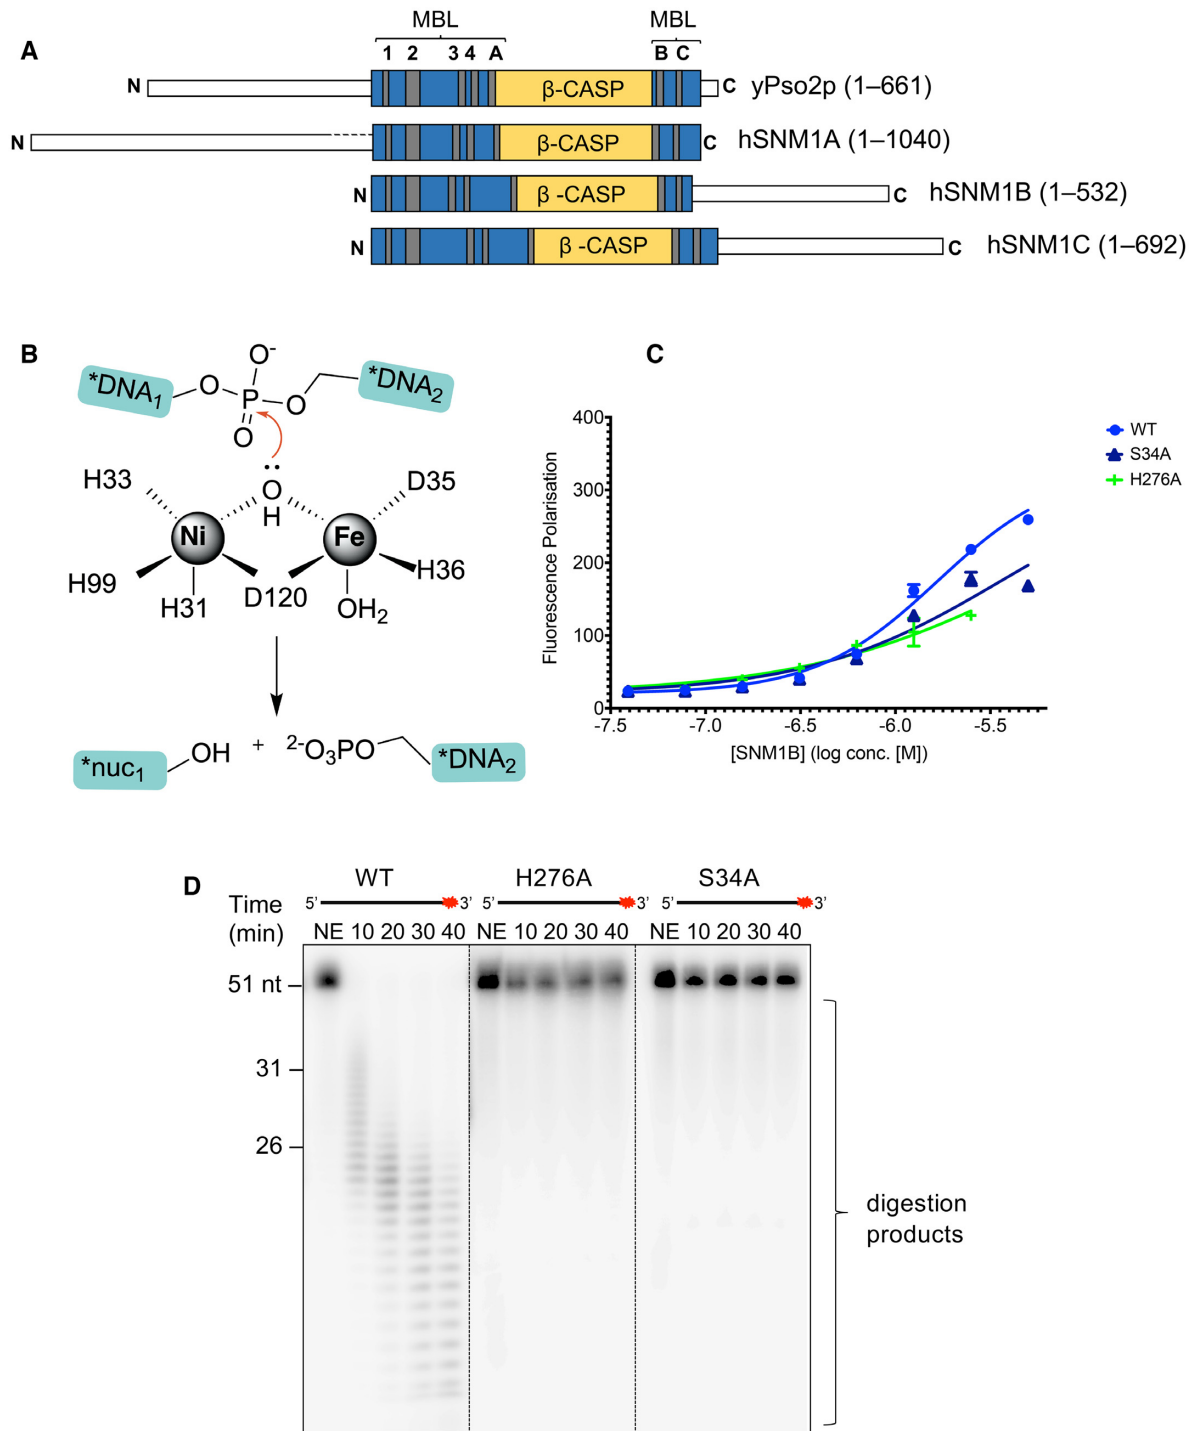 A
MBL MBL
1 2 3 4 A B C
N β-CASP C yPso2p (1–661)
N β-CASP C hSNM1A (1–1040)
N β -CASP C hSNM1B (1–532)
N β -CASP C hSNM1C (1–692)
B
O-
*DNA1 O P O *DNA2
O
H33 O H D35
Ni Fe
H99 H31 D120 OH2 H36
*nuc1 OH + 2-O3PO *DNA2
C
Fluorescence Polarisation
400
300
200
100
0
-7.5 -7.0 -6.5 -6.0 -5.5
[SNM1B] (log conc. [M])
WT
S34A
H276A
D
WT H276A S34A
Time 5' 3' 5' 3' 5' 3'
(min) NE 10 20 30 40 NE 10 20 30 40 NE 10 20 30 40
51 nt
31
26
digestion
products